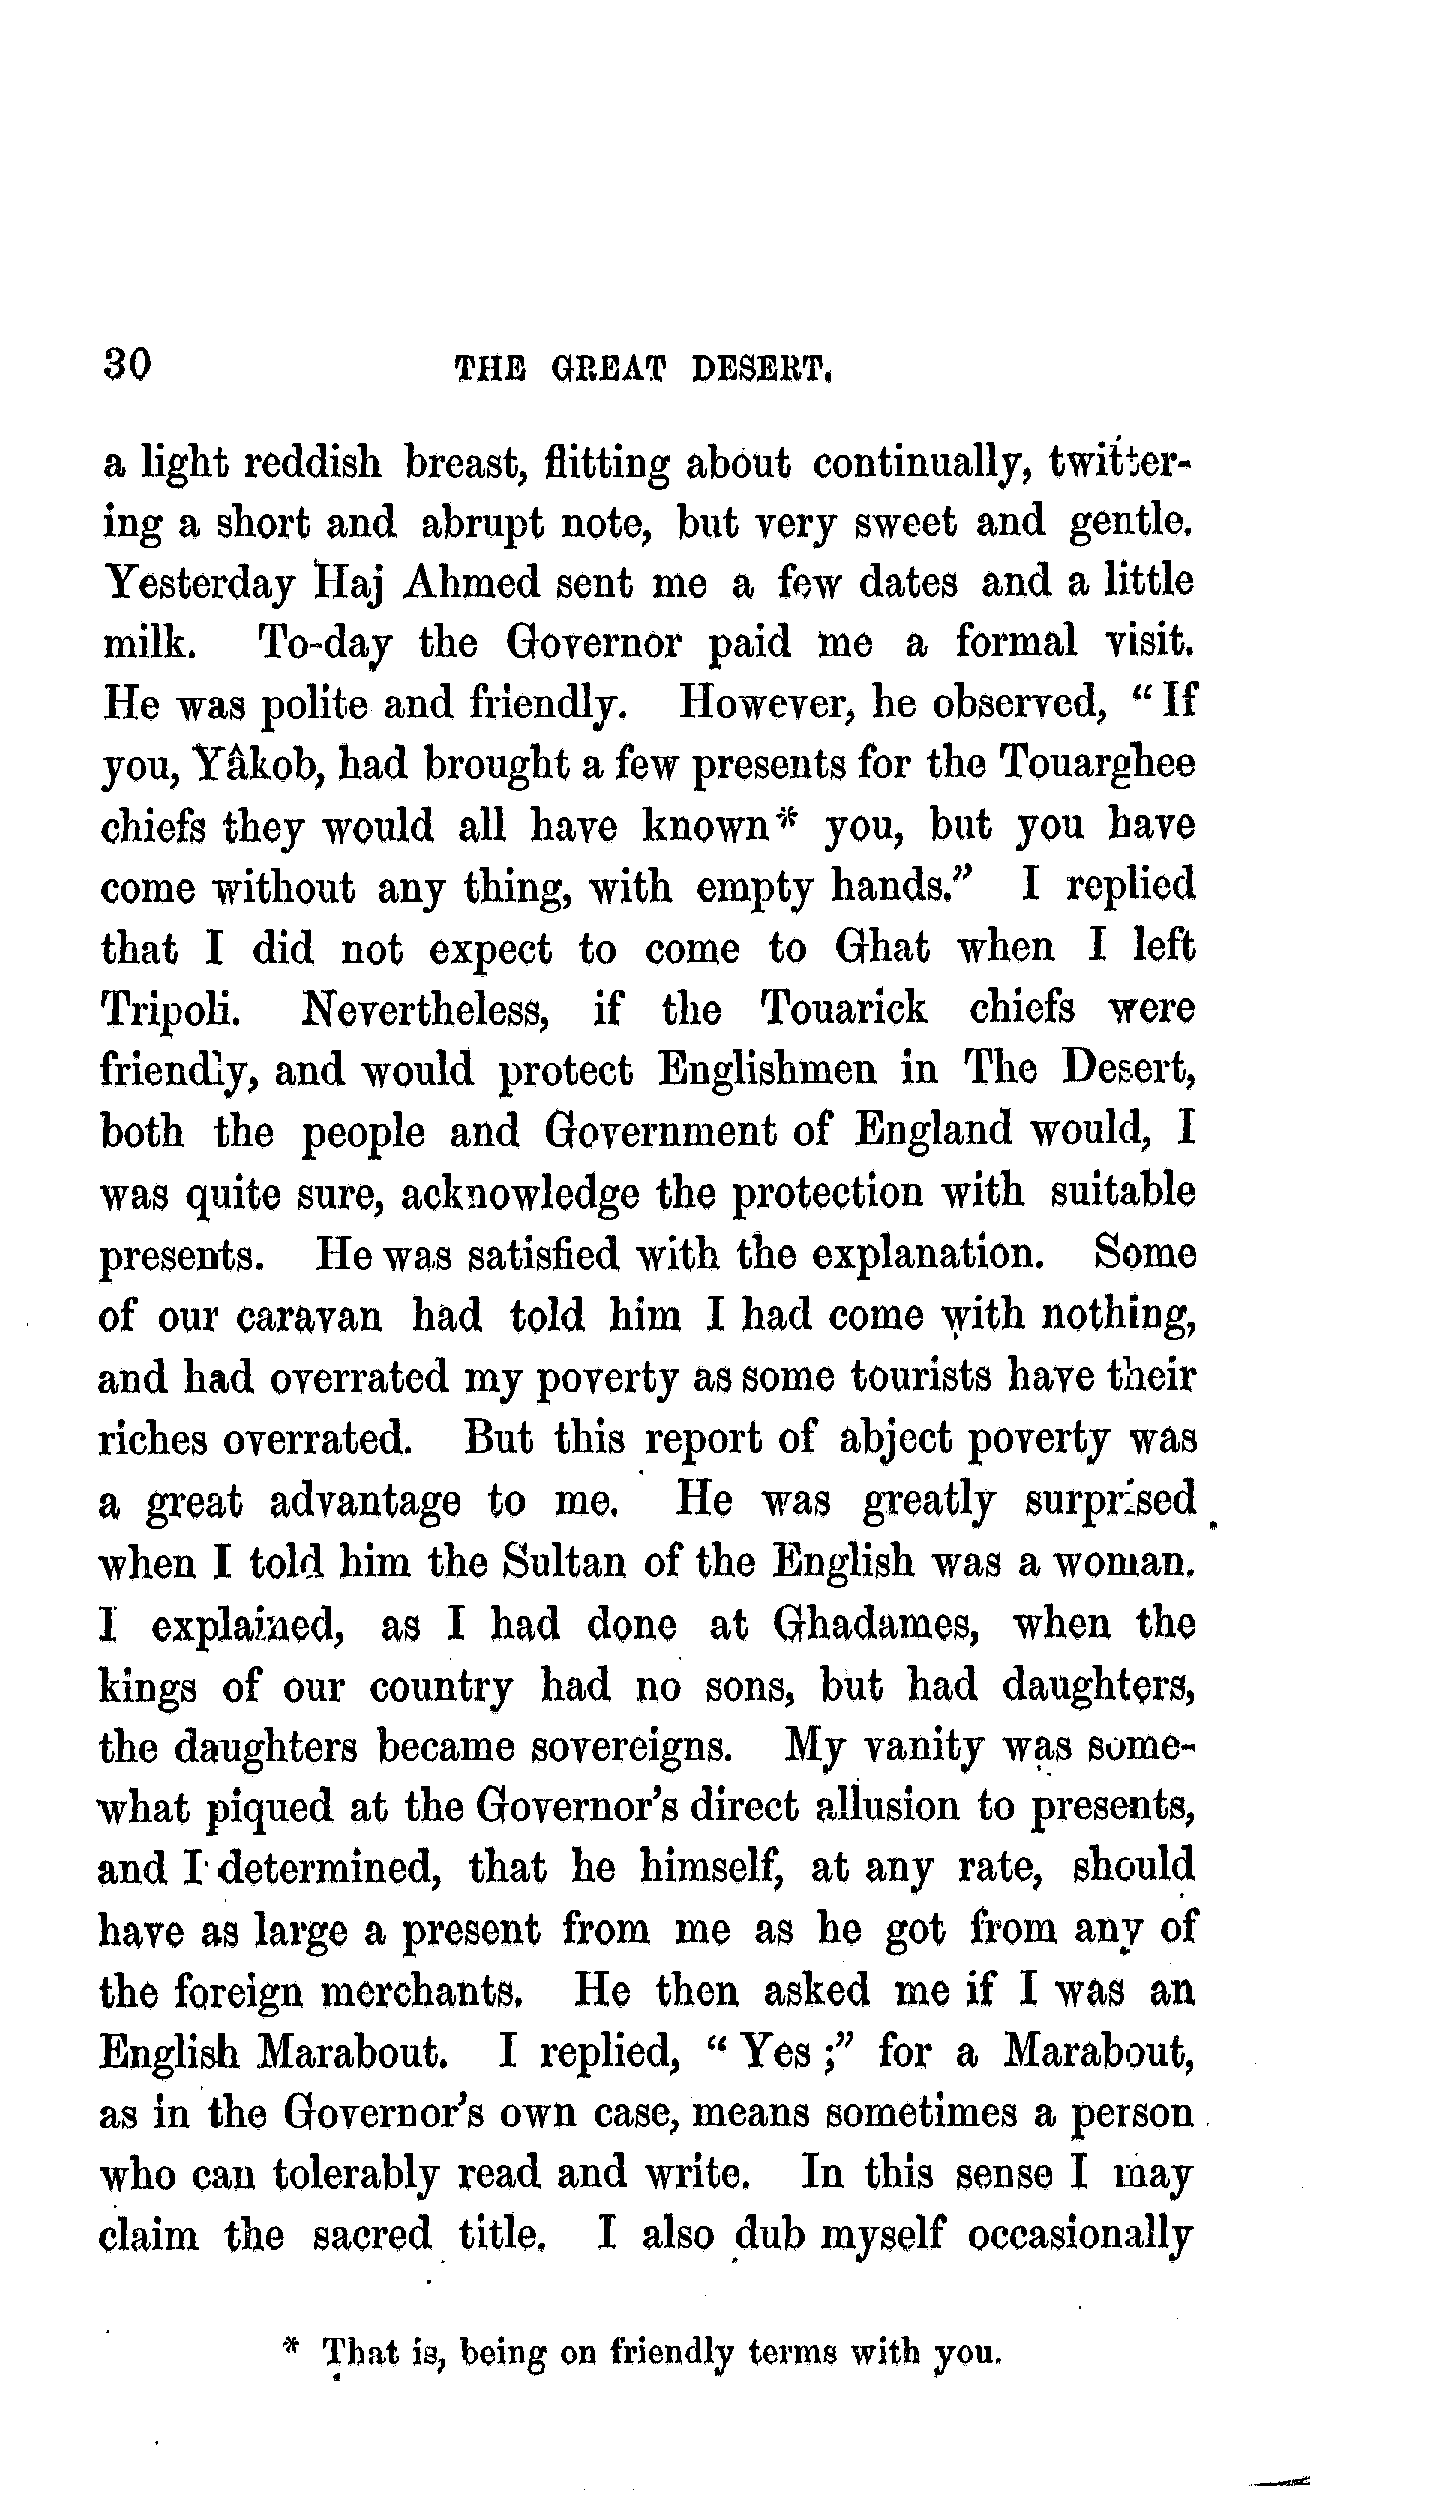 30 THE GREAT DESERT.
a light reddish breast, flitting about continually, twitter-
ing a short and abrupt note, but very sweet and gentle.
Yesterday Haj Ahmed sent me a few dates and a little
milk. To-day the Governor paid me a formal visit.
He was polite and friendly. However, he observed, "If
you, Yâkob, had brought a few presents for the Touarghee
chiefs they would all have known* you, but you have
come without any thing, with empty hands." I replied
that I did not expect to come to Ghat when I left
Tripoli. Nevertheless, if the Touarick chiefs were
friendly, and would protect Englishmen in The Desert,
both the people and Government of England would, I
was quite sure, acknowledge the protection with suitable
presents. He was satisfied with the explanation. Some
of our caravan had told him I had come with nothing,
and had overrated my poverty as some tourists have their
riches overrated. But this report of abject poverty was
a great advantage to me. He was greatly surprised
when I told him the Sultan of the English was a woman.
I explained, as I had done at Ghadames, when the
kings of our country had no sons, but had daughters,
the daughters became sovereigns. My vanity was some-
what piqued at the Governor's direct allusion to presents,
and I determined, that he himself, at any rate, should
have as large a present from me as he got from any of
the foreign merchants. He then asked me if I was an
English Marabout. I replied, "Yes;" for a Marabout,
as in the Governor's own case, means sometimes a person
who can tolerably read and write. In this sense I may
claim the sacred title. I also dub myself occasionally
* That is, being on friendly terms with you.